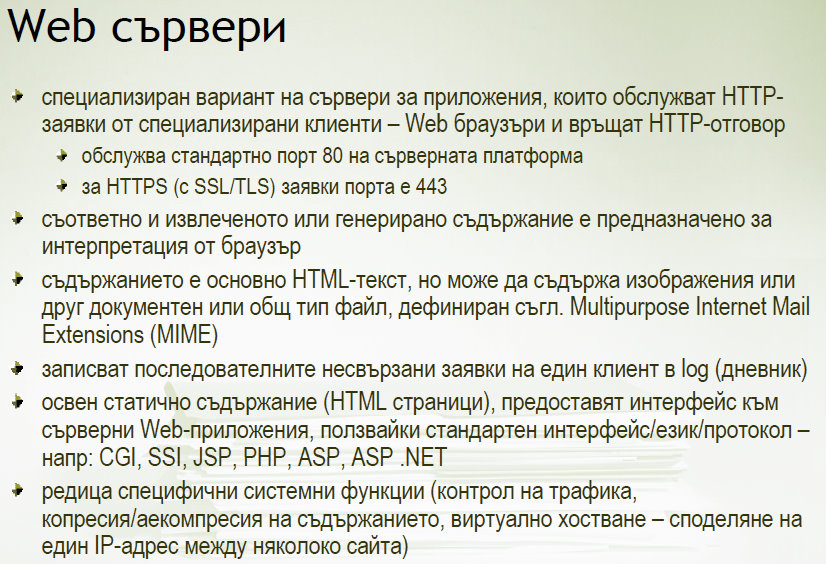 Web сървери
специализиран вариант на сървери за приложения, които обслужват HTTP-
заявки от специализирани клиенти – Web браузъри и връщат HTTP-отговор
обслужва стандартно порт 80 на сърверната платформа
за HTTPS (с SSL/TLS) заявки порта е 443
съответно и извлеченото или генерирано съдържание е предназначено за
интерпретация от браузър
съдържанието е основно HTML-текст, но може да съдържа изображения или
друг документен или общ тип файл, дефиниран съгл. Multipurpose Internet Mail
Extensions (MIME)
записват последователните несвързани заявки на един клиент в log (дневник)
освен статично съдържание (HTML страници), предоставят интерфейс към
сърверни Web-приложения, ползвайки стандартен интерфейс/език/протокол –
напр: CGI, SSI, JSP, PHP, ASP, ASP .NET
редица специфични системни функции (контрол на трафика,
копресия/аекомпресия на съдържанието, виртуално хостване – споделяне на
един IP-адрес между няколоко сайта)